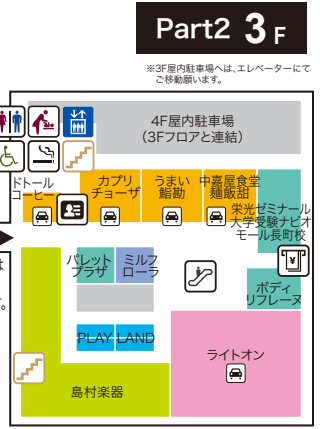 Part2 3F
※3F屋内駐車場へは、エレベーターにて
ご移動願います。
4F屋内駐車場
(3Fフロアと連結)
ドトール
コーヒー
カプリ
チョーザ
うまい
鮨勘
中嘉屋食堂
麺飯甜
栄光ゼミナール
大学受験ナビオ
モール長町校
¥
は
。
パレット
プラザ
ミルフ
ローラ
ボディ
リフレーヌ
PLAY LAND
ライトオン
島村楽器